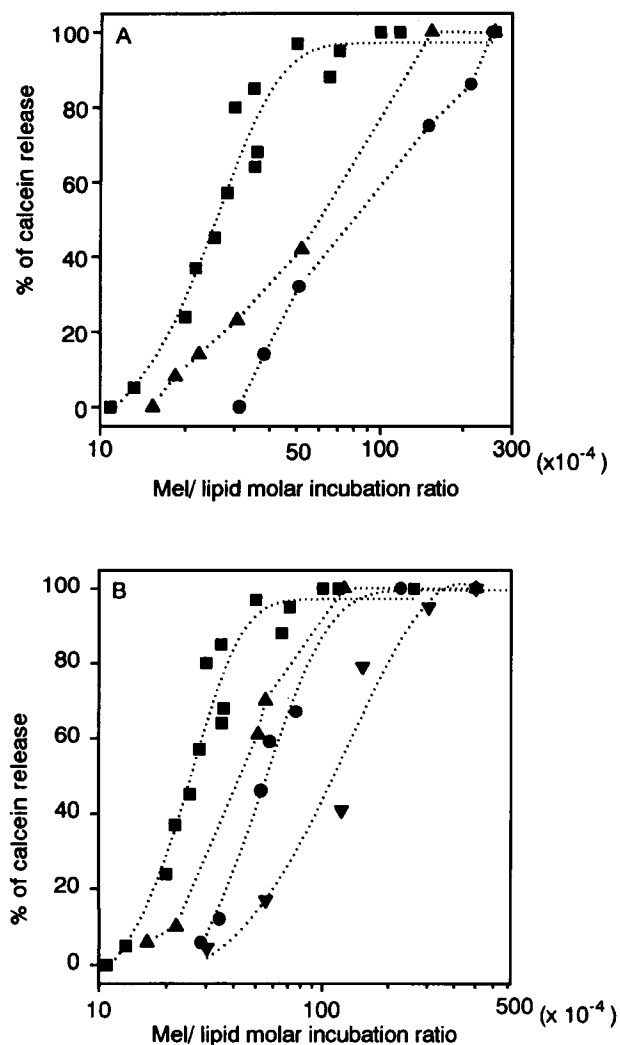 A
100
80
60
40
20
0
% of calcein release
10 50 100 300 (x10-4 )
Mel/ lipid molar incubation ratio
B
100
80
60
40
20
0
% of calcein release
10 100 500 (x 10-4 )
Mel/ lipid molar incubation ratio